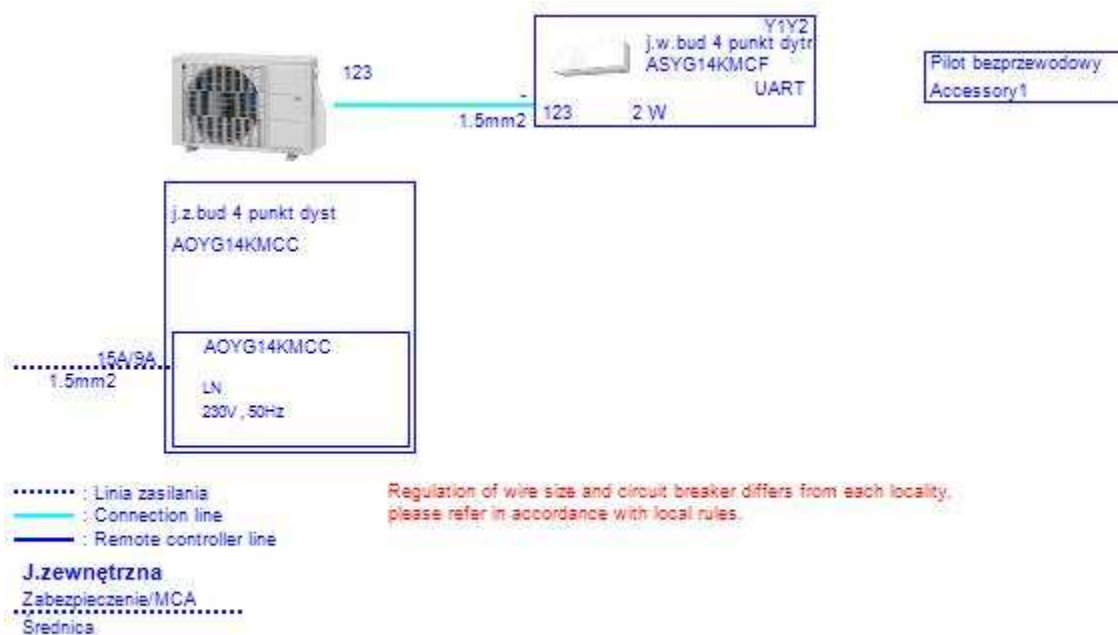 Y1Y2
j.w.bud 4 punkt dytr
ASYG14KMCF
UART
123
-
1.5mm2
123
2 W
Pilot bezprzewodowy
Accessory1
j.z.bud 4 punkt dyst
AOYG14KMCC
15A/9A
1.5mm2
AOYG14KMCC
LN
230V , 50Hz
: Linia zasilania
: Connection line
: Remote controller line
Regulation of wire size and circuit breaker differs from each locality,
please refer in accordance with local rules.
J.zewnętrzna
Zabezpieczenie/MCA
Średnica